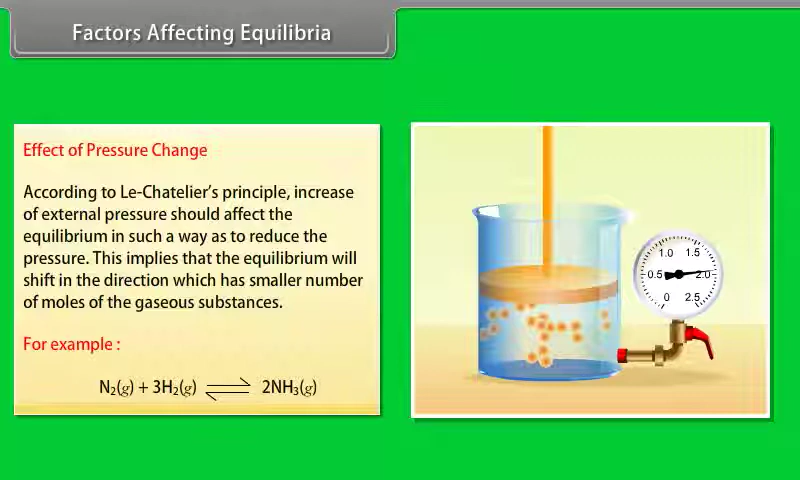 Factors Affecting Equilibria
Effect of Pressure Change
According to Le-Chatelier's principle, increase
of external pressure should affect the
equilibrium in such a way as to reduce the
pressure. This implies that the equilibrium will
shift in the direction which has smaller number
of moles of the gaseous substances.
For example :
N₂(g) + 3H₂(g) ⇌ 2NH₃(g)
1.0 1.5
0.5 2.0
0 2.5